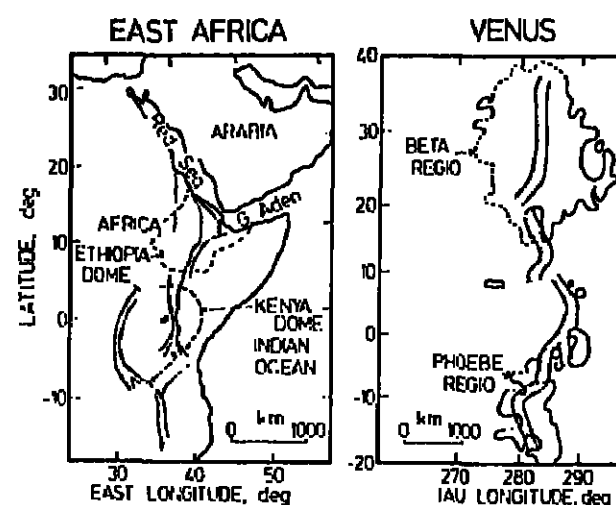 EAST AFRICA
30
20
10
0
-10
LATITUDE, deg
Red Sea
ARABIA
G. Aden
AFRICA
ETHIOPIA
DOME
KENYA
DOME
INDIAN
OCEAN
km
0 1000
30 40 50
EAST LONGITUDE, deg
VENUS
40
30
20
10
0
-10
-20
BETA
REGIO
PHOEBE
REGIO
km
0 1000
270 280 290
IAU LONGITUDE, deg